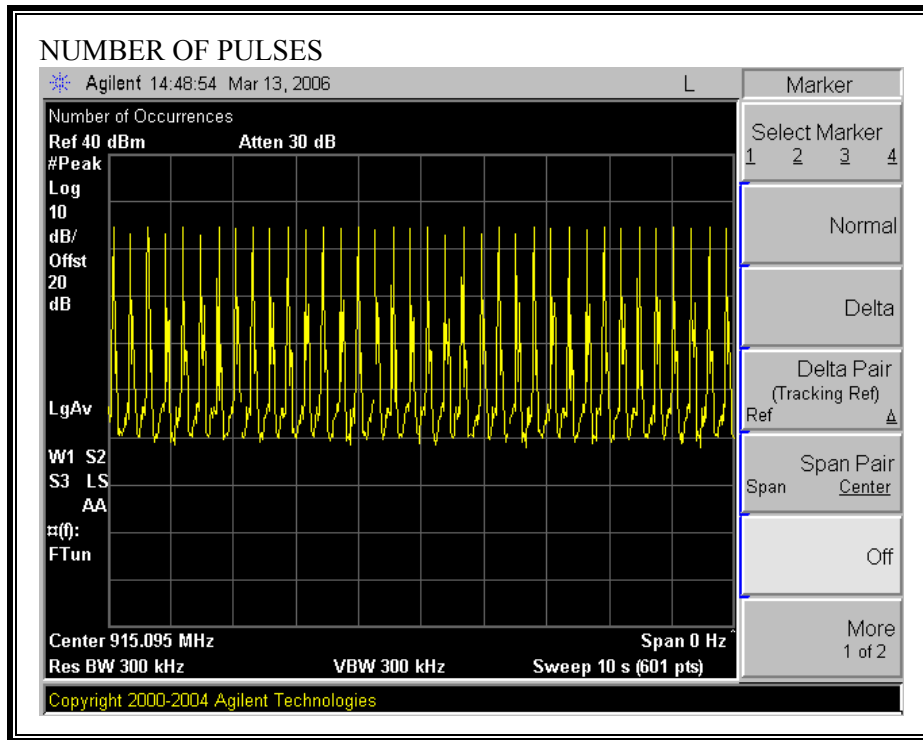 NUMBER OF PULSES
Agilent 14:48:54 Mar 13, 2006 L
Number of Occurrences
Ref 40 dBm Atten 30 dB
#Peak
Log
10
dB/
Offst
20
dB
LgAv
W1 S2
S3 LS
AA
¤(f):
FTun
Center 915.095 MHz Span 0 Hz^
Res BW 300 kHz VBW 300 kHz Sweep 10 s (601 pts)
Copyright 2000-2004 Agilent Technologies
Marker
Select Marker
1 2 3 4
Normal
Delta
Delta Pair
(Tracking Ref)
Ref Δ
Span Pair
Span Center
Off
More
1 of 2